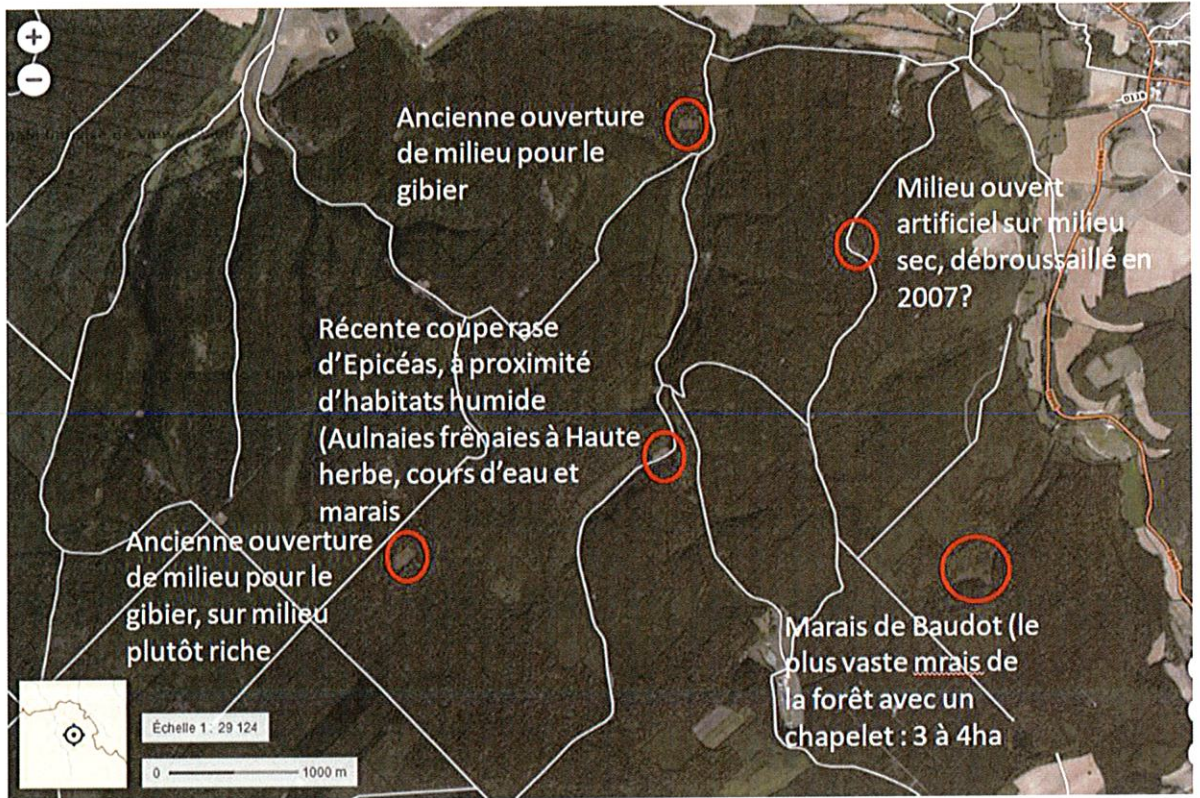 Ancienne ouverture
de milieu pour le
gibier
Milieu ouvert
artificiel sur milieu
sec, débroussaillé en
2007?
Récente coupe rase
d'Epicéas, à proximité
d'habitats humide
(Aulnaies frênaies à Haute
herbe, cours d'eau et
marais
Ancienne ouverture
de milieu pour le
gibier, sur milieu
plutôt riche
Marais de Baudot (le
plus vaste mrais de
la forêt avec un
chapelet : 3 à 4ha
Échelle 1 : 29 124
0 1000 m